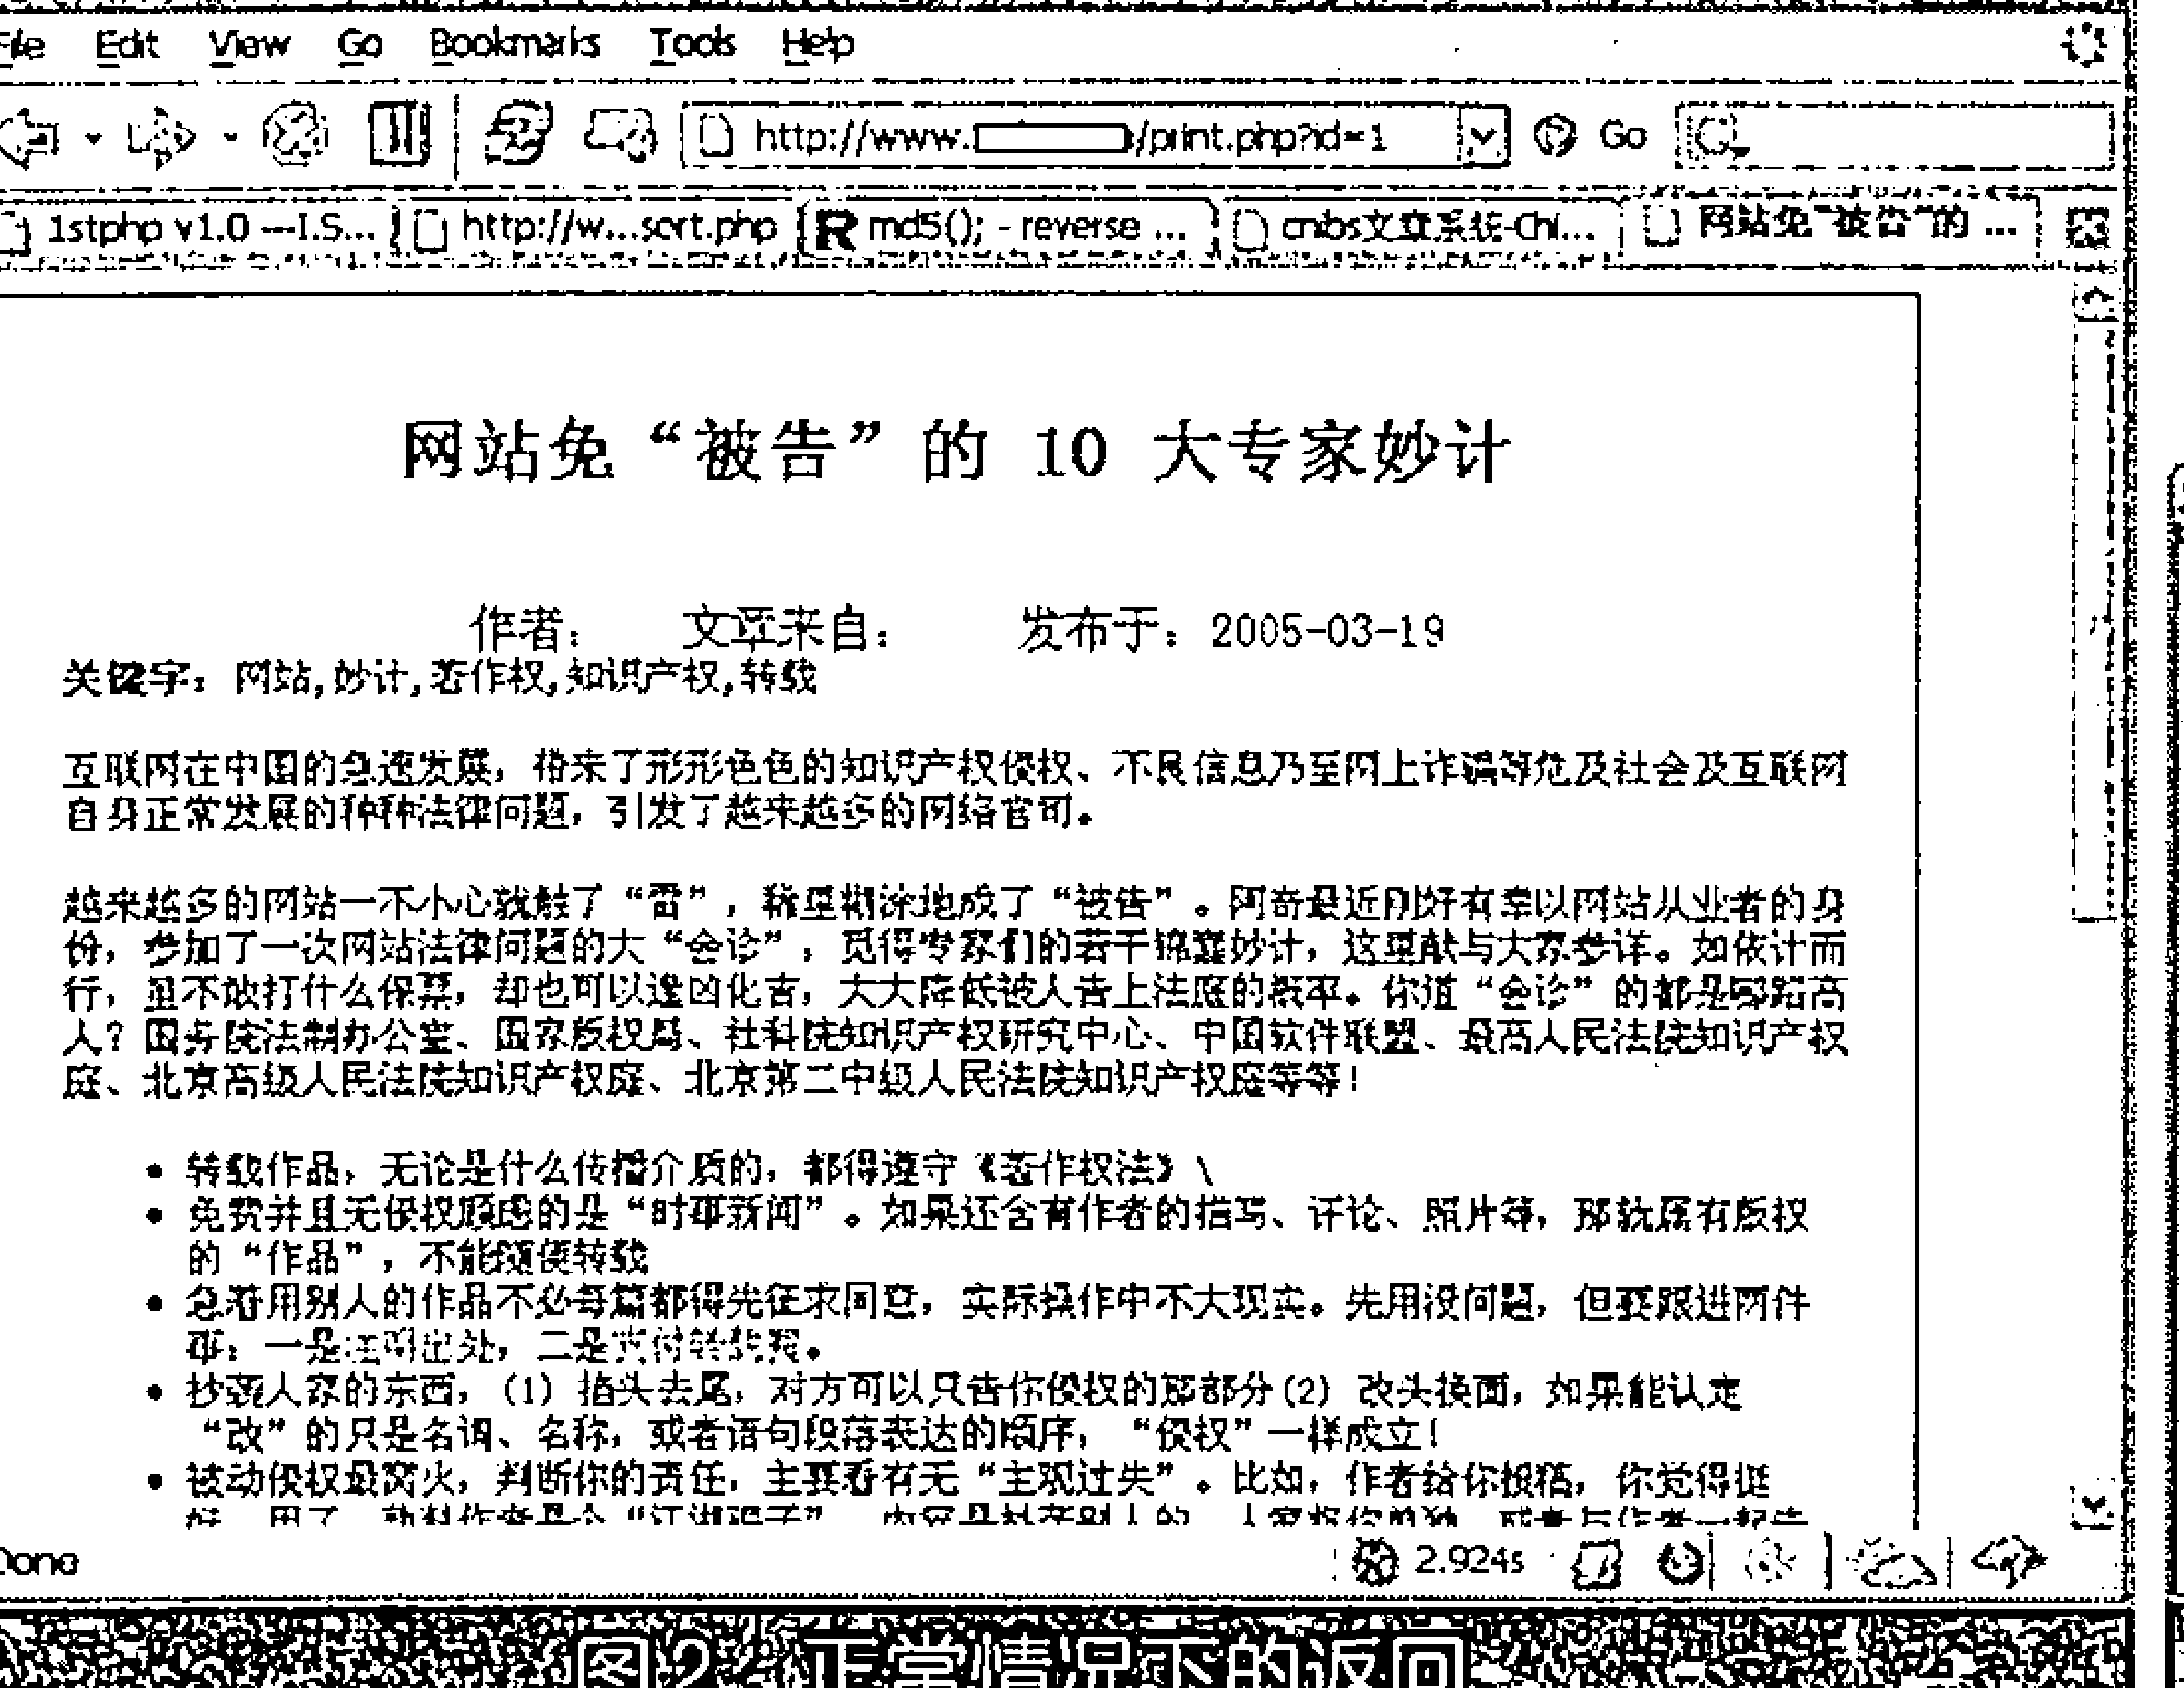 File Edit View Go Bookmarks Tools Help
http://www. /print.php?id=1 Go
1stphp v1.0 ---I.S... http://w...sort.php md5(); - reverse ... cnbs文章系统-Chi... 网站免“被告”的 ...
网站免“被告”的 10 大专家妙计
作者: 文章来自: 发布于: 2005-03-19
关键字: 网站,妙计,著作权,知识产权,转载
互联网在中国的急速发展，带来了形形色色的知识产权侵权、不良信息乃至网上诈骗等危及社会及互联网
自身正常发展的种种法律问题，引发了越来越多的网络官司。
越来越多的网站一不小心就触了“雷”，稀里糊涂地成了“被告”。阿奇最近刚好有幸以网站从业者的身
份，参加了一次网站法律问题的大“会诊”，觅得专家们的若干锦囊妙计，这里献与大家参详。如依计而
行，虽不敢打什么保票，却也可以逢凶化吉，大大降低被人告上法庭的概率。你道“会诊”的都是哪路高
人？国务院法制办公室、国家版权局、社科院知识产权研究中心、中国软件联盟、最高人民法院知识产权
庭、北京高级人民法院知识产权庭、北京第二中级人民法院知识产权庭等等！
• 转载作品，无论是什么传播介质的，都得遵守《著作权法》\
• 免费并且无侵权顾虑的是“时事新闻”。如果还含有作者的描写、评论、照片等，那就属有版权
的“作品”，不能随便转载
• 急着用别人的作品不必每篇都得先征求同意，实际操作中不大现实。先用没问题，但要跟进两件
事：一是注明出处，二是支付转载费。
• 抄袭人家的东西，(1) 掐头去尾，对方可以只告你侵权的那部分(2) 改头换面，如果能认定
“改”的只是名词、名称，或者语句段落表达的顺序，“侵权”一样成立！
• 被动侵权最窝火，判断你的责任，主要看有无“主观过失”。比如，作者给你投稿，你觉得挺
Done 2.924s
图2 正常情况下的返回